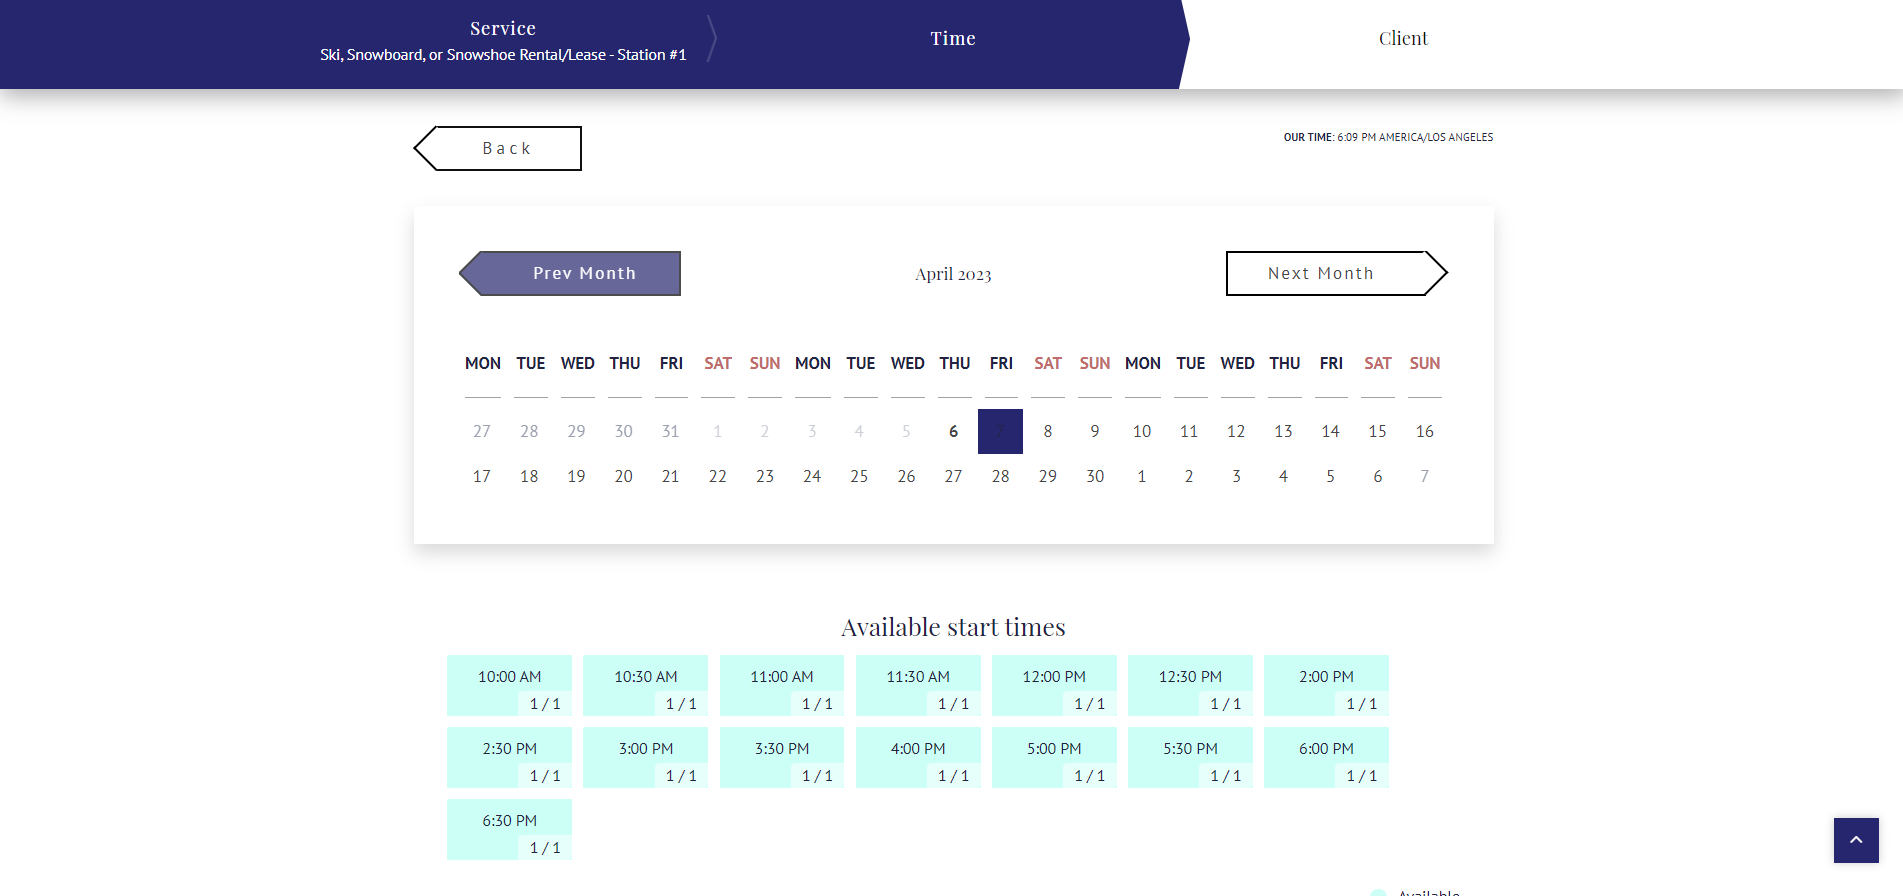 Service
Ski, Snowboard, or Snowshoe Rental/Lease - Station #1
Time
Client
Back
OUR TIME: 6:09 PM AMERICA/LOS ANGELES
Prev Month
April 2023
Next Month
MON TUE WED THU FRI SAT SUN MON TUE WED THU FRI SAT SUN MON TUE WED THU FRI SAT SUN
27 28 29 30 31 1 2 3 4 5 6 7 8 9 10 11 12 13 14 15 16
17 18 19 20 21 22 23 24 25 26 27 28 29 30 1 2 3 4 5 6 7
Available start times
10:00 AM 10:30 AM 11:00 AM 11:30 AM 12:00 PM 12:30 PM 2:00 PM
1 / 1 1 / 1 1 / 1 1 / 1 1 / 1 1 / 1 1 / 1
2:30 PM 3:00 PM 3:30 PM 4:00 PM 5:00 PM 5:30 PM 6:00 PM
1 / 1 1 / 1 1 / 1 1 / 1 1 / 1 1 / 1 1 / 1
6:30 PM
1 / 1
Available